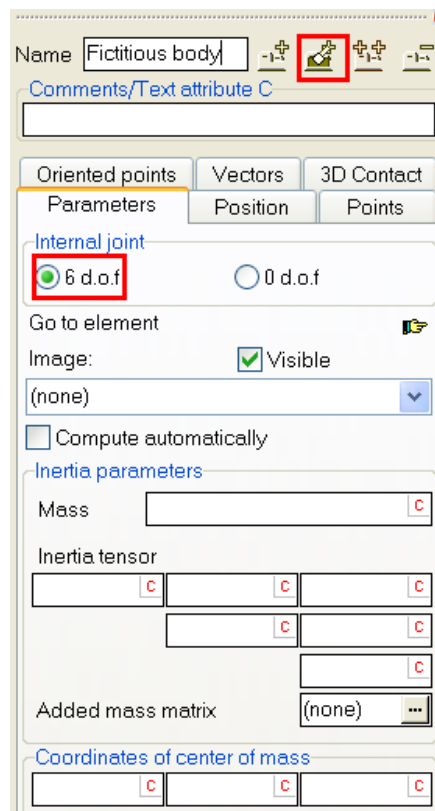 Name Fictitious body
Comments/Text attribute C
Oriented points Vectors 3D Contact
Parameters Position Points
Internal joint
6 d.o.f 0 d.o.f
Go to element
Image: Visible
(none)
Compute automatically
Inertia parameters
Mass C
Inertia tensor
C C C
C C
C
Added mass matrix (none) ...
Coordinates of center of mass
C C C